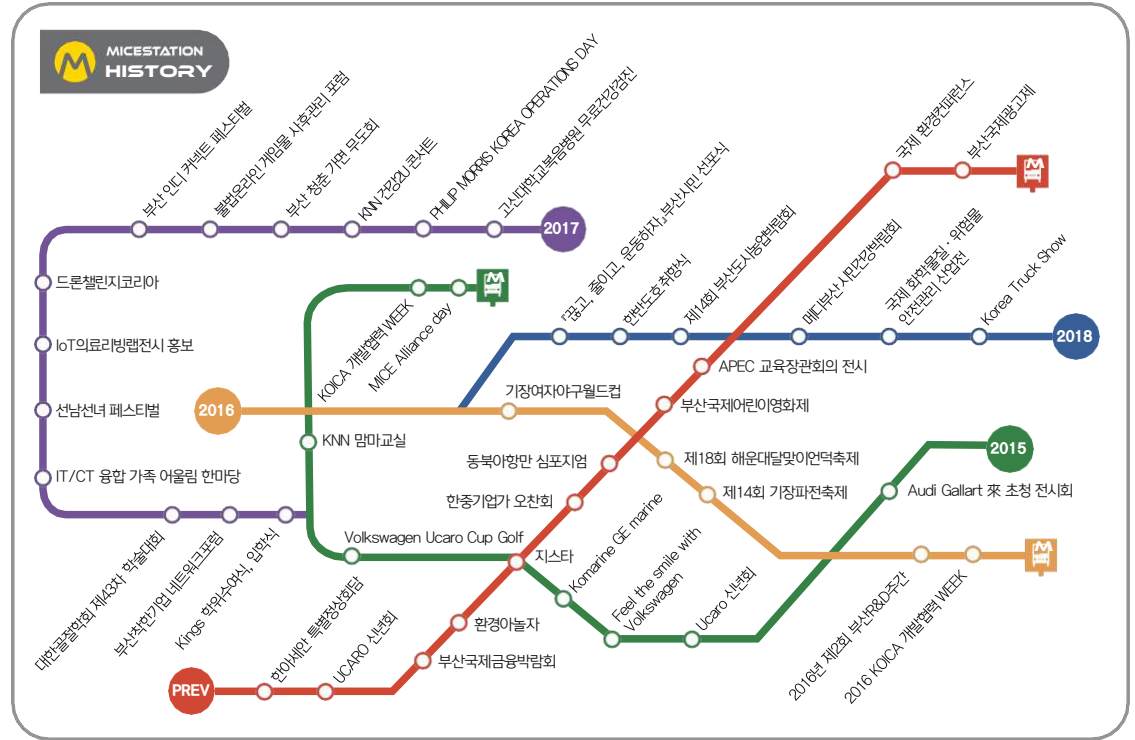 MICESTATION
HISTORY
부산 인디 커넥트 페스티벌
불법온라인 게임물 사후관리 포럼
부산 청춘 가면 무도회
KNN 건강2U 콘서트
PHILIP MORRIS KOREA OPERATIONS DAY
고신대학교복음병원 무료건강검진
2017
드론챌린지코리아
IoT의료리빙랩전시 홍보
선남선녀 페스티벌
IT/CT 융합 가족 어울림 한마당
대한골절학회 제43차 학술대회
부산착한기업 네트워크포럼
Kings 학위수여식, 입학식
KOICA 개발협력 WEEK
MICE Alliance day
KNN 맘마교실
Volkswagen Ucaro Cup Golf
Komarine GE marine
Feel the smile with
Volkswagen
Ucaro 신년회
Audi Gallart 來 초청 전시회
2015
2016
기장여자야구월드컵
제18회 해운대달맞이언덕축제
제14회 기장파전축제
2016년 제2회 부산R&D주간
2016 KOICA 개발협력 WEEK
『끊고, 줄이고, 운동하자』부산시민 선포식
한반도호 취항식
제14회 부산도시농업박람회
메디부산 시민건강박람회
국제 화학물질 · 위험물
안전관리 산업전
Korea Truck Show
2018
국제 환경컨퍼런스
부산국제광고제
APEC 교육장관회의 전시
부산국제어린이영화제
동북아항만 심포지엄
한중기업가 오찬회
지스타
환경아놀자
부산국제금융박람회
UCARO 신년회
한아세안 특별정상회담
PREV